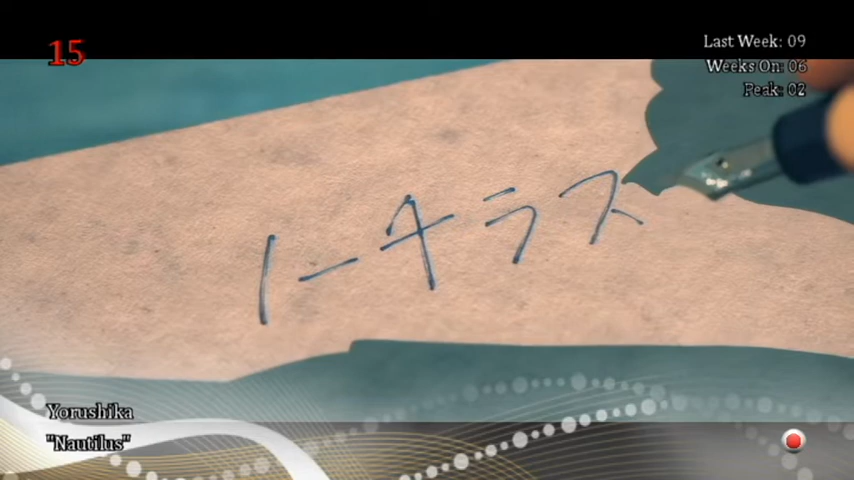 15
Last Week: 09
Weeks On: 06
Peak: 02
ノーチラス
Yorushika
"Nautilus"